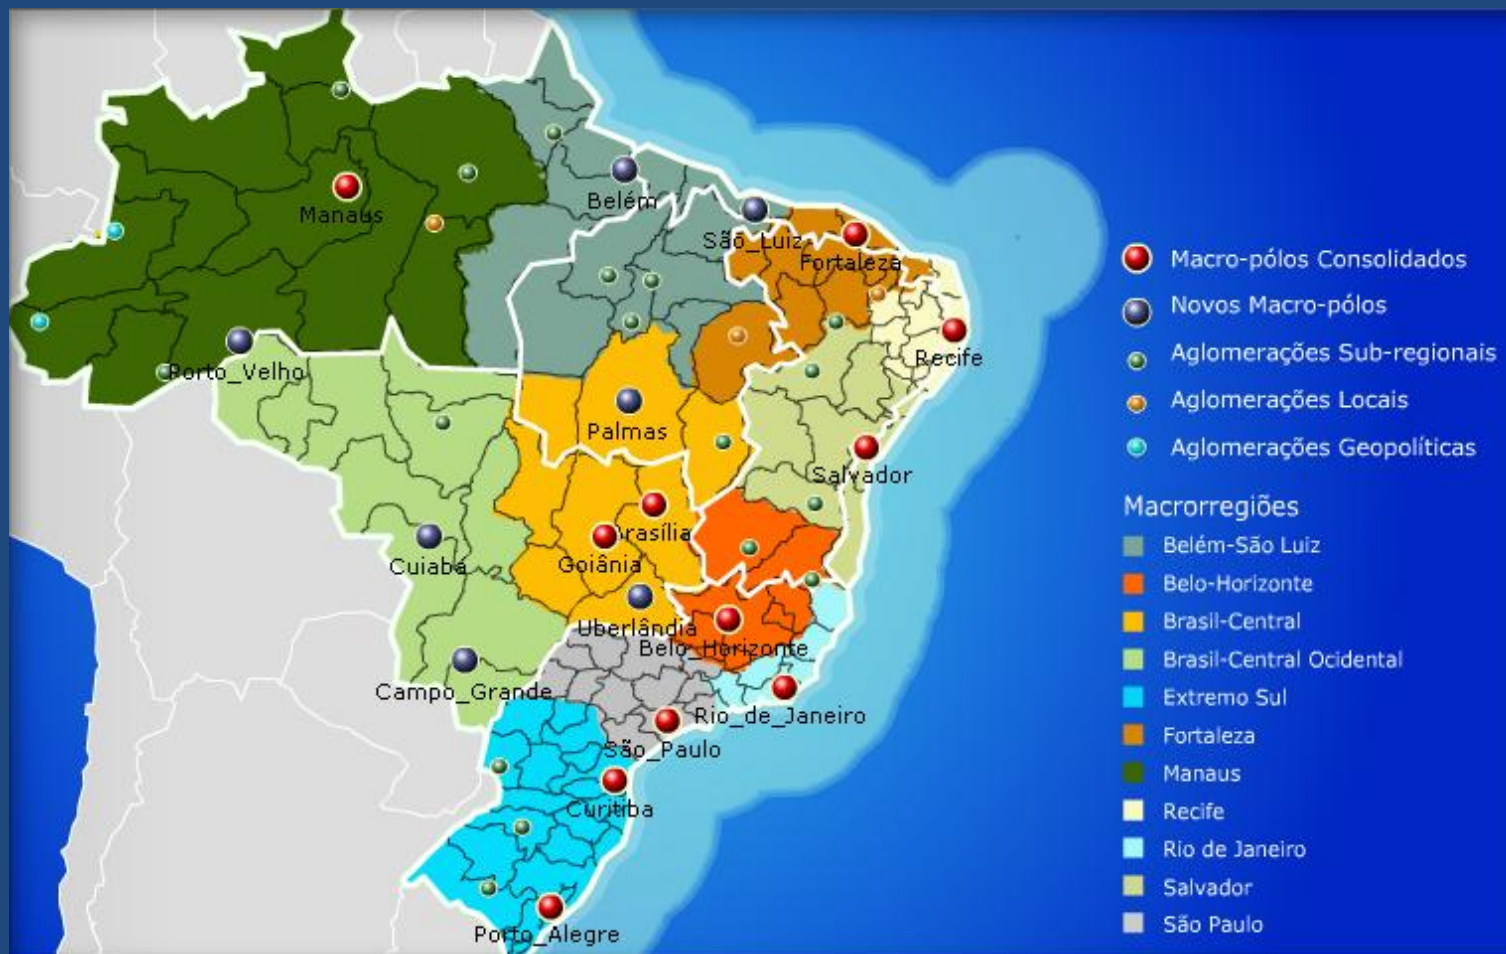 Manaus
Belém
São_Luiz
Fortaleza
Recife
Porto_Velho
Palmas
Salvador
Brasília
Goiânia
Cuiabá
Uberlândia
Belo_Horizonte
Campo_Grande
Rio_de_Janeiro
São_Paulo
Curitiba
Porto_Alegre
Macro-pólos Consolidados
Novos Macro-pólos
Aglomerações Sub-regionais
Aglomerações Locais
Aglomerações Geopolíticas
Macrorregiões
Belém-São Luiz
Belo-Horizonte
Brasil-Central
Brasil-Central Ocidental
Extremo Sul
Fortaleza
Manaus
Recife
Rio de Janeiro
Salvador
São Paulo